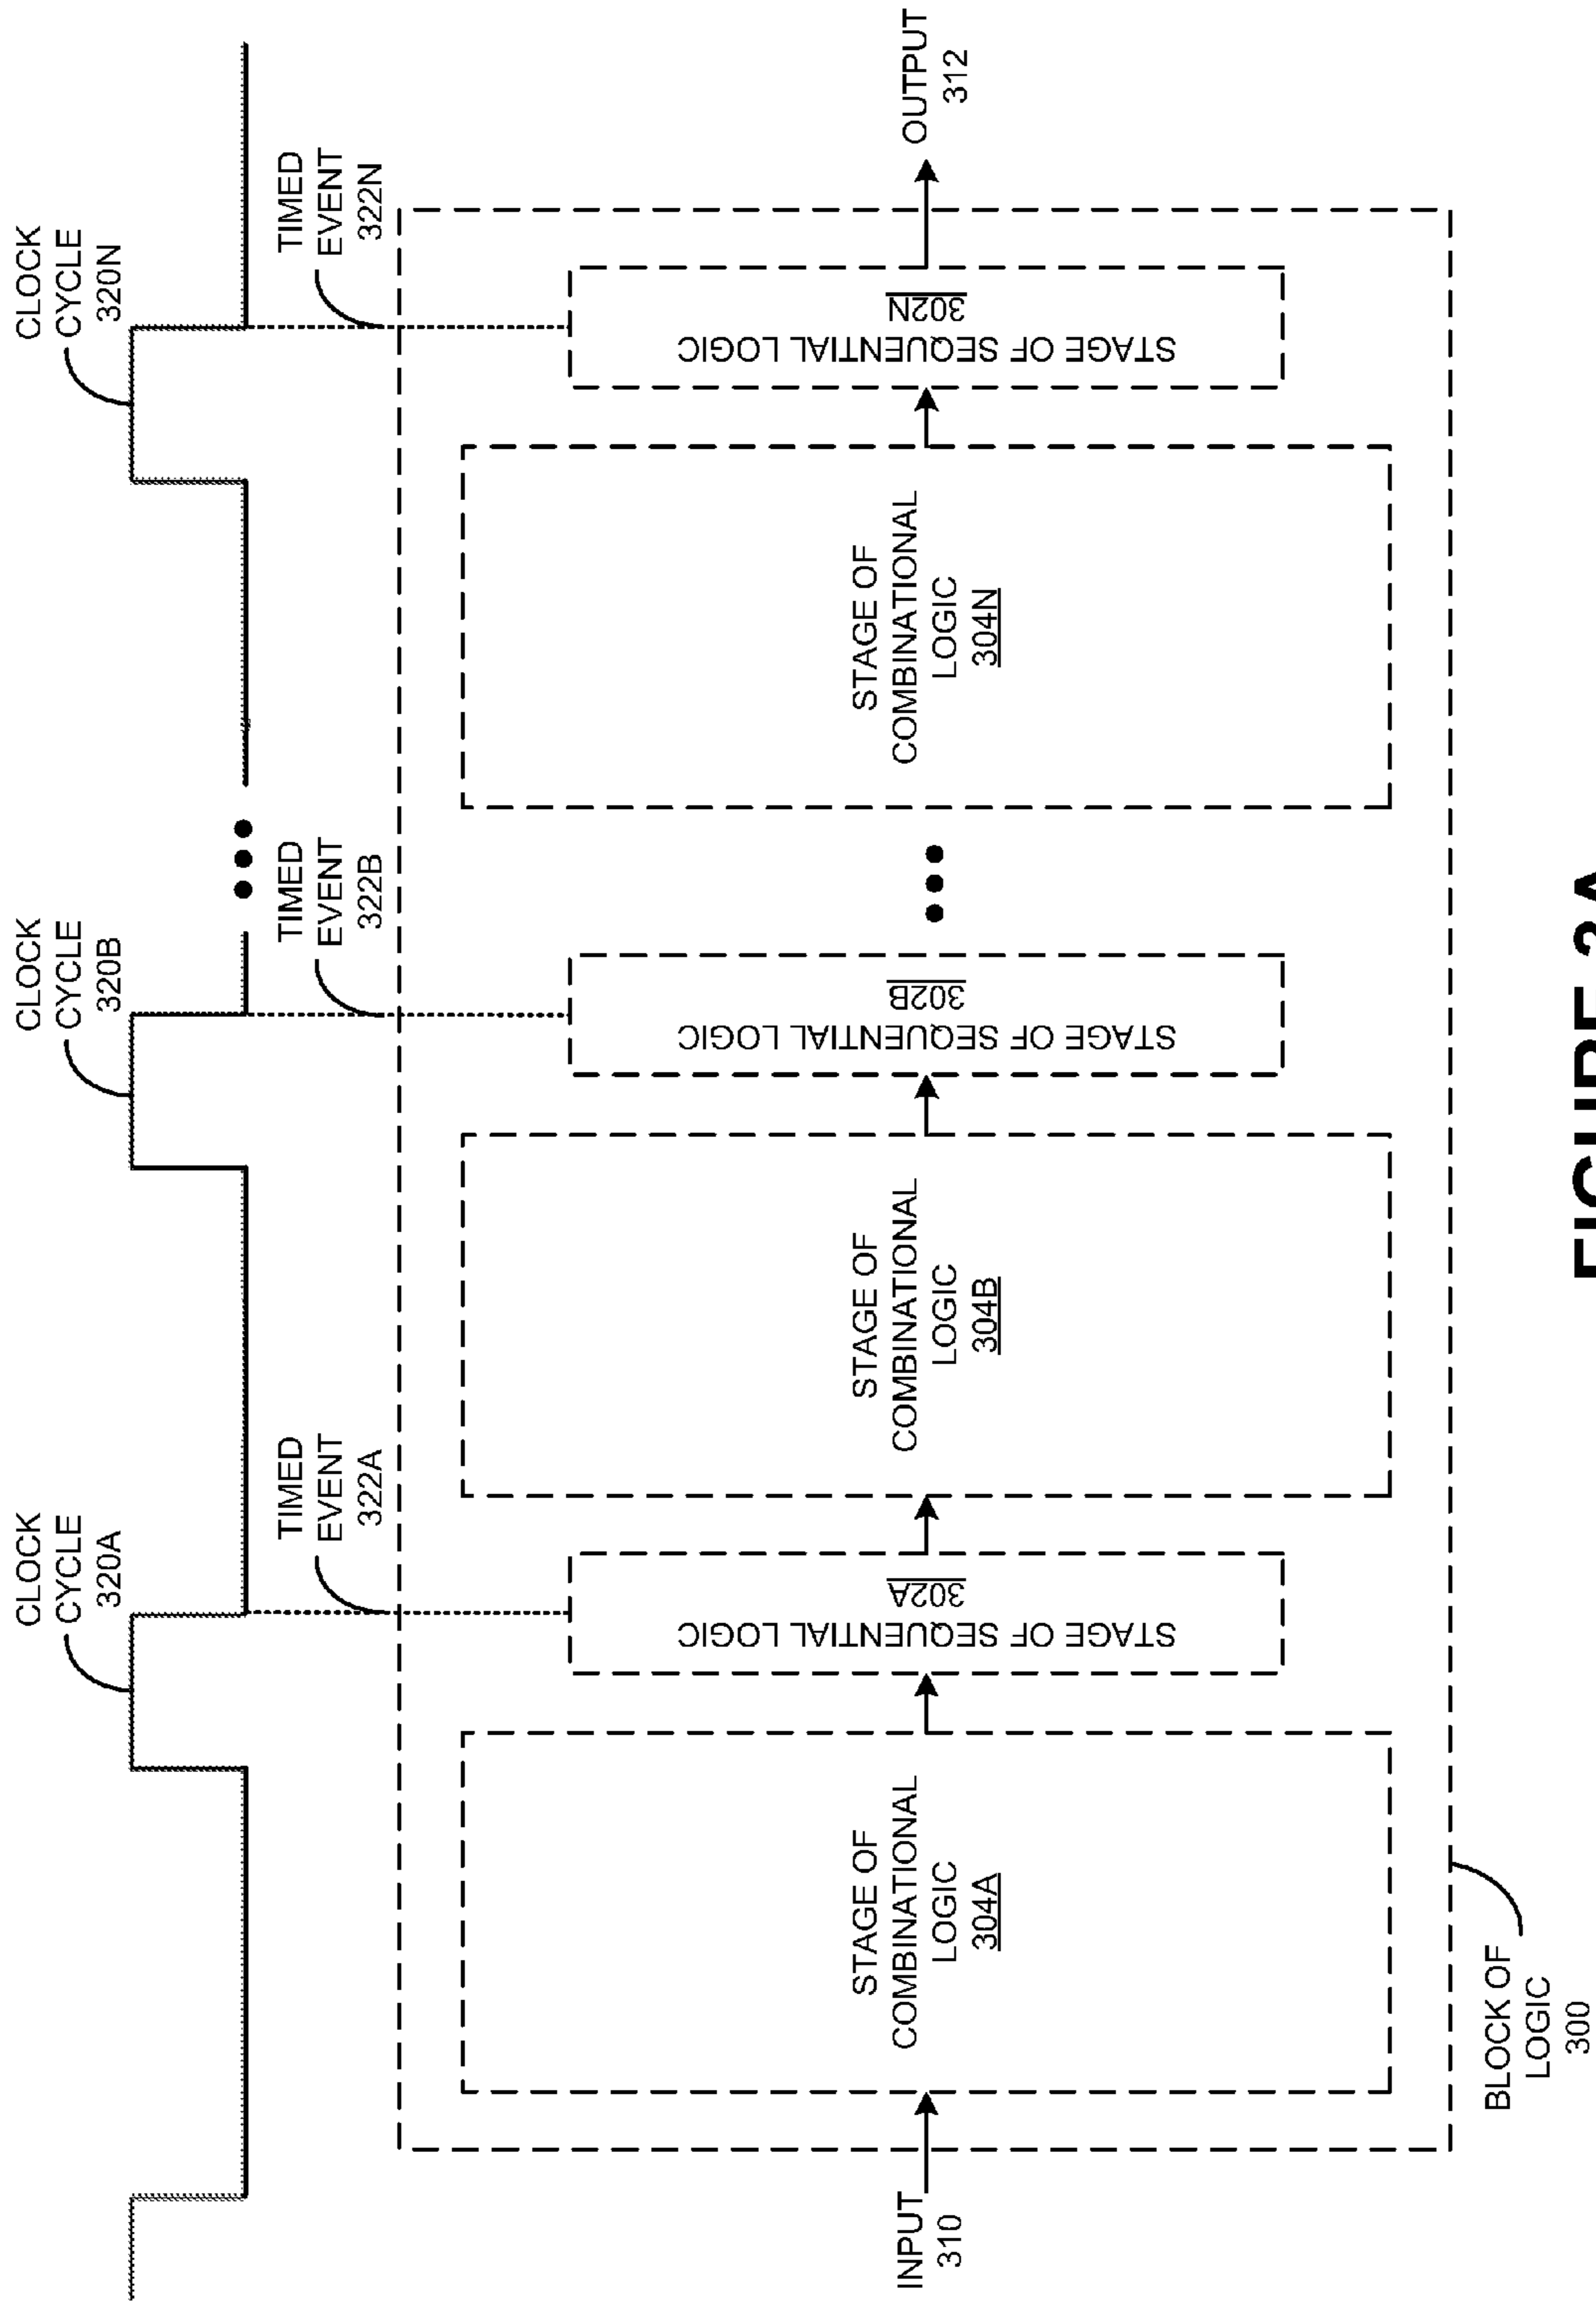 CLOCK
CYCLE
320A
CLOCK
CYCLE
320B
CLOCK
CYCLE
320N
TIMED
EVENT
322A
TIMED
EVENT
322B
TIMED
EVENT
322N
INPUT
310
STAGE OF
COMBINATIONAL
LOGIC
304A
STAGE OF SEQUENTIAL LOGIC
302A
STAGE OF
COMBINATIONAL
LOGIC
304B
STAGE OF SEQUENTIAL LOGIC
302B
STAGE OF
COMBINATIONAL
LOGIC
304N
STAGE OF SEQUENTIAL LOGIC
302N
OUTPUT
312
BLOCK OF
LOGIC
300
FIGURE 3A